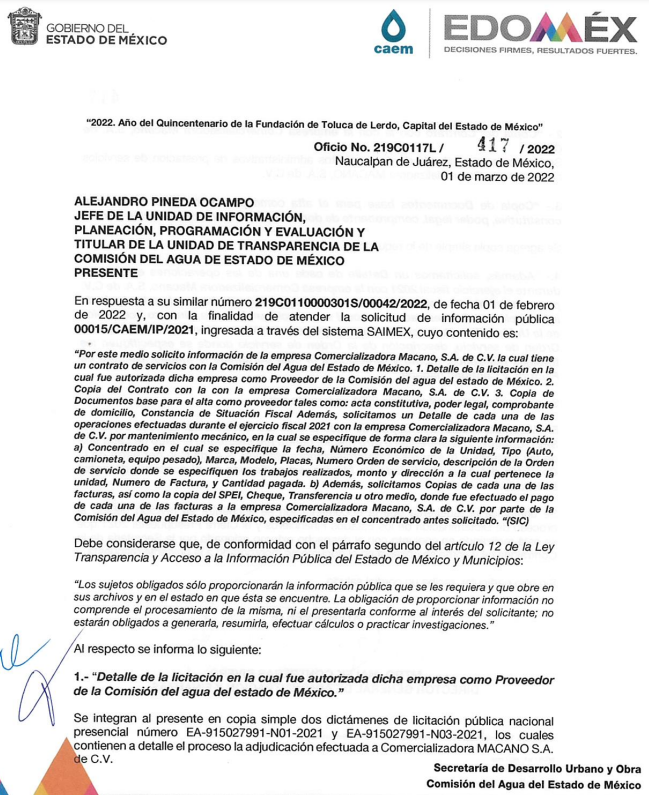 GOBIERNO DEL
ESTADO DE MÉXICO
caem
EDOMÉX
DECISIONES FIRMES, RESULTADOS FUERTES.
"2022. Año del Quincentenario de la Fundación de Toluca de Lerdo, Capital del Estado de México"
Oficio No. 219C0117L / 417 / 2022
Naucalpan de Juárez, Estado de México,
01 de marzo de 2022
ALEJANDRO PINEDA OCAMPO
JEFE DE LA UNIDAD DE INFORMACIÓN,
PLANEACIÓN, PROGRAMACIÓN Y EVALUACIÓN Y
TITULAR DE LA UNIDAD DE TRANSPARENCIA DE LA
COMISIÓN DEL AGUA DE ESTADO DE MÉXICO
PRESENTE
En respuesta a su similar número 219C0110000301S/00042/2022, de fecha 01 de febrero
de 2022 y, con la finalidad de atender la solicitud de información pública
00015/CAEM/IP/2021, ingresada a través del sistema SAIMEX, cuyo contenido es:
"Por este medio solicito información de la empresa Comercializadora Macano, S.A. de C.V. la cual tiene
un contrato de servicios con la Comisión del Agua del Estado de México. 1. Detalle de la licitación en la
cual fue autorizada dicha empresa como Proveedor de la Comisión del agua del estado de México. 2.
Copia del Contrato con la con la empresa Comercializadora Macano, S.A. de C.V. 3. Copia de
Documentos base para el alta como proveedor tales como: acta constitutiva, poder legal, comprobante
de domicilio, Constancia de Situación Fiscal Además, solicitamos un Detalle de cada una de las
operaciones efectuadas durante el ejercicio fiscal 2021 con la empresa Comercializadora Macano, S.A.
de C.V. por mantenimiento mecánico, en la cual se especifique de forma clara la siguiente información:
a) Concentrado en el cual se especifique la fecha, Número Económico de la Unidad, Tipo (Auto,
camioneta, equipo pesado), Marca, Modelo, Placas, Numero Orden de servicio, descripción de la Orden
de servicio donde se especifiquen los trabajos realizados, monto y dirección a la cual pertenece la
unidad, Numero de Factura, y Cantidad pagada. b) Además, solicitamos Copias de cada una de las
facturas, así como la copia del SPEI, Cheque, Transferencia u otro medio, donde fue efectuado el pago
de cada una de las facturas a la empresa Comercializadora Macano, S.A. de C.V. por parte de la
Comisión del Agua del Estado de México, especificadas en el concentrado antes solicitado. "(SIC)
Debe considerarse que, de conformidad con el párrafo segundo del artículo 12 de la Ley
Transparencia y Acceso a la Información Pública del Estado de México y Municipios:
"Los sujetos obligados sólo proporcionarán la información pública que se les requiera y que obre en
sus archivos y en el estado en que ésta se encuentre. La obligación de proporcionar información no
comprende el procesamiento de la misma, ni el presentarla conforme al interés del solicitante; no
estarán obligados a generarla, resumirla, efectuar cálculos o practicar investigaciones."
Al respecto se informa lo siguiente:
1.- "Detalle de la licitación en la cual fue autorizada dicha empresa como Proveedor
de la Comisión del agua del estado de México."
Se integran al presente en copia simple dos dictámenes de licitación pública nacional
presencial número EA-915027991-N01-2021 y EA-915027991-N03-2021, los cuales
contienen a detalle el proceso la adjudicación efectuada a Comercializadora MACANO S.A.
de C.V.
Secretaría de Desarrollo Urbano y Obra
Comisión del Agua del Estado de México